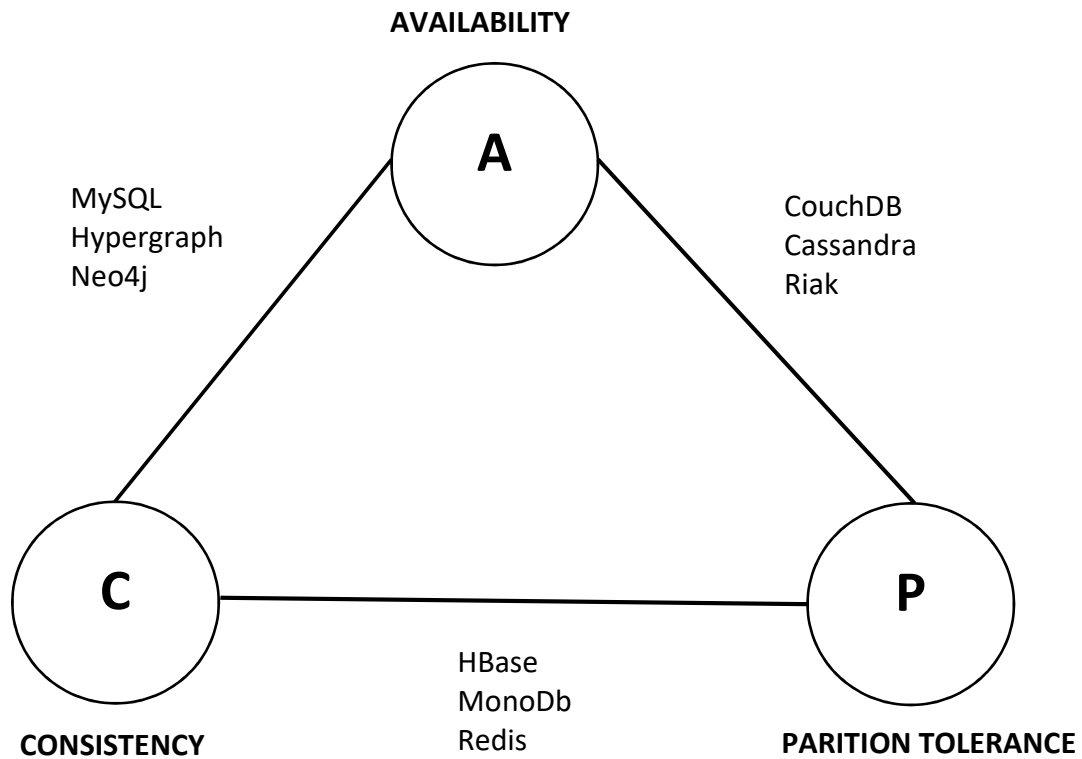 AVAILABILITY
A
MySQL
Hypergraph
Neo4j
CouchDB
Cassandra
Riak
C
P
HBase
MonoDb
Redis
CONSISTENCY
PARITION TOLERANCE